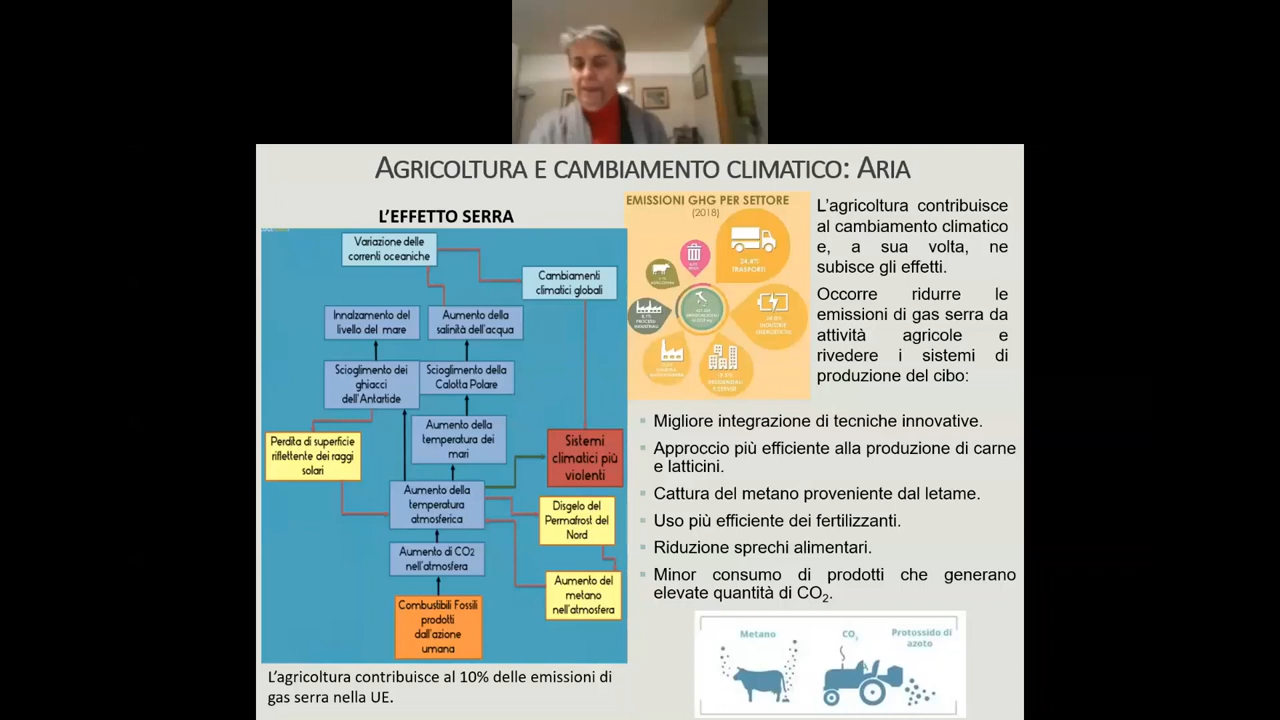 AGRICOLTURA E CAMBIAMENTO CLIMATICO: ARIA
L'EFFETTO SERRA
Variazione delle
correnti oceaniche
Cambiamenti
climatici globali
Innalzamento del
livello del mare
Aumento della
salinità dell'acqua
Scioglimento dei
ghiacci
dell'Antartide
Scioglimento della
Calotta Polare
Perdita di superficie
riflettente dei raggi
solari
Aumento della
temperatura dei
mari
Sistemi
climatici più
violenti
Aumento della
temperatura
atmosferica
Disgelo del
Permafrost del
Nord
Aumento di CO2
nell'atmosfera
Aumento del
metano
nell'atmosfera
Combustibili Fossili
prodotti
dall'azione
umana
L'agricoltura contribuisce al 10% delle emissioni di
gas serra nella UE.
EMISSIONI GHG PER SETTORE
(2018)
24,4%
TRASPORTI
INDUSTRIE
ENERGETICHE
RESIDENZIALI
E SERVIZI
PROCESSI
INDUSTRIALI
L'agricoltura contribuisce
al cambiamento climatico
e, a sua volta, ne
subisce gli effetti.
Occorre ridurre le
emissioni di gas serra da
attività agricole e
rivedere i sistemi di
produzione del cibo:
Migliore integrazione di tecniche innovative.
Approccio più efficiente alla produzione di carne
e latticini.
Cattura del metano proveniente dal letame.
Uso più efficiente dei fertilizzanti.
Riduzione sprechi alimentari.
Minor consumo di prodotti che generano
elevate quantità di CO2.
Metano
CO2
Protossido di
azoto